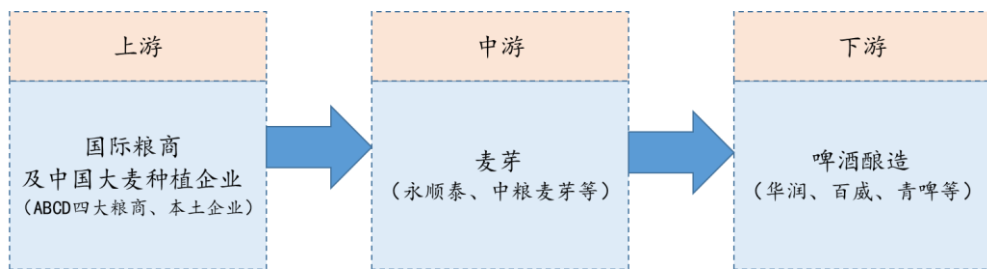 上游
国际粮商
及中国大麦种植企业
（ABCD四大粮商、本土企业）
中游
麦芽
（永顺泰、中粮麦芽等）
下游
啤酒酿造
（华润、百威、青啤等）